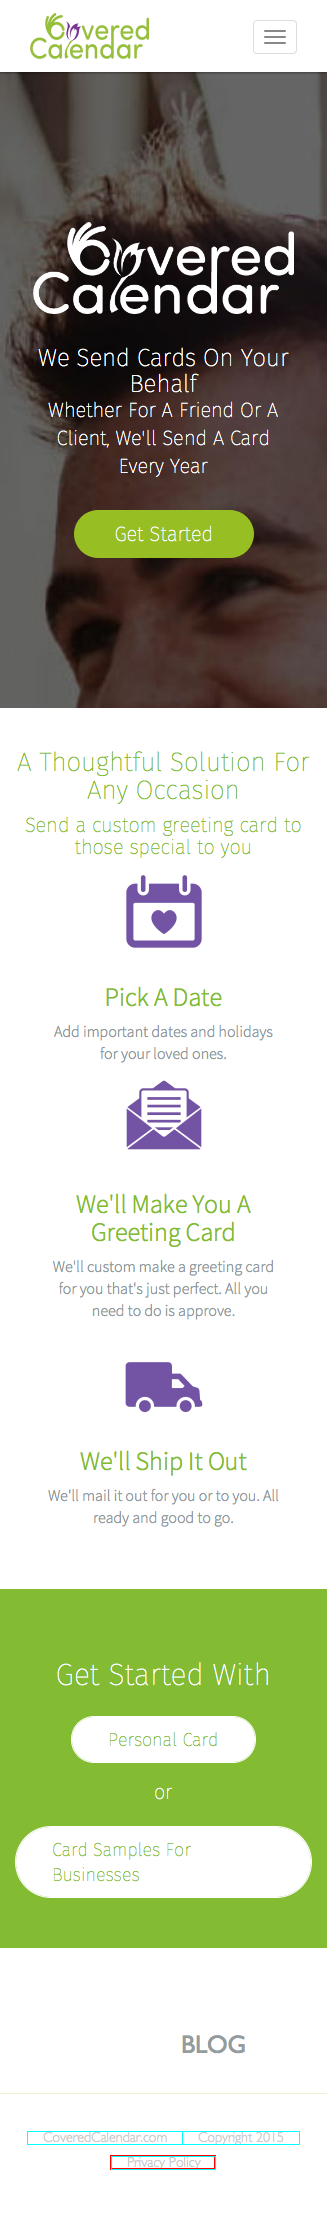 Covered
Calendar
Covered
Calendar
We Send Cards On Your
Behalf
Whether For A Friend Or A
Client, We'll Send A Card
Every Year
Get Started
A Thoughtful Solution For
Any Occasion
Send a custom greeting card to
those special to you
Pick A Date
Add important dates and holidays
for your loved ones.
We'll Make You A
Greeting Card
We'll custom make a greeting card
for you that's just perfect. All you
need to do is approve.
We'll Ship It Out
We'll mail it out for you or to you. All
ready and good to go.
Get Started With
Personal Card
or
Card Samples For
Businesses
BLOG
CoveredCalendar.com Copyright 2015
Privacy Policy